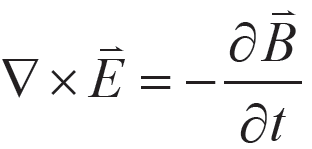 ∇ × E⃗ = − ∂B⃗ / ∂t